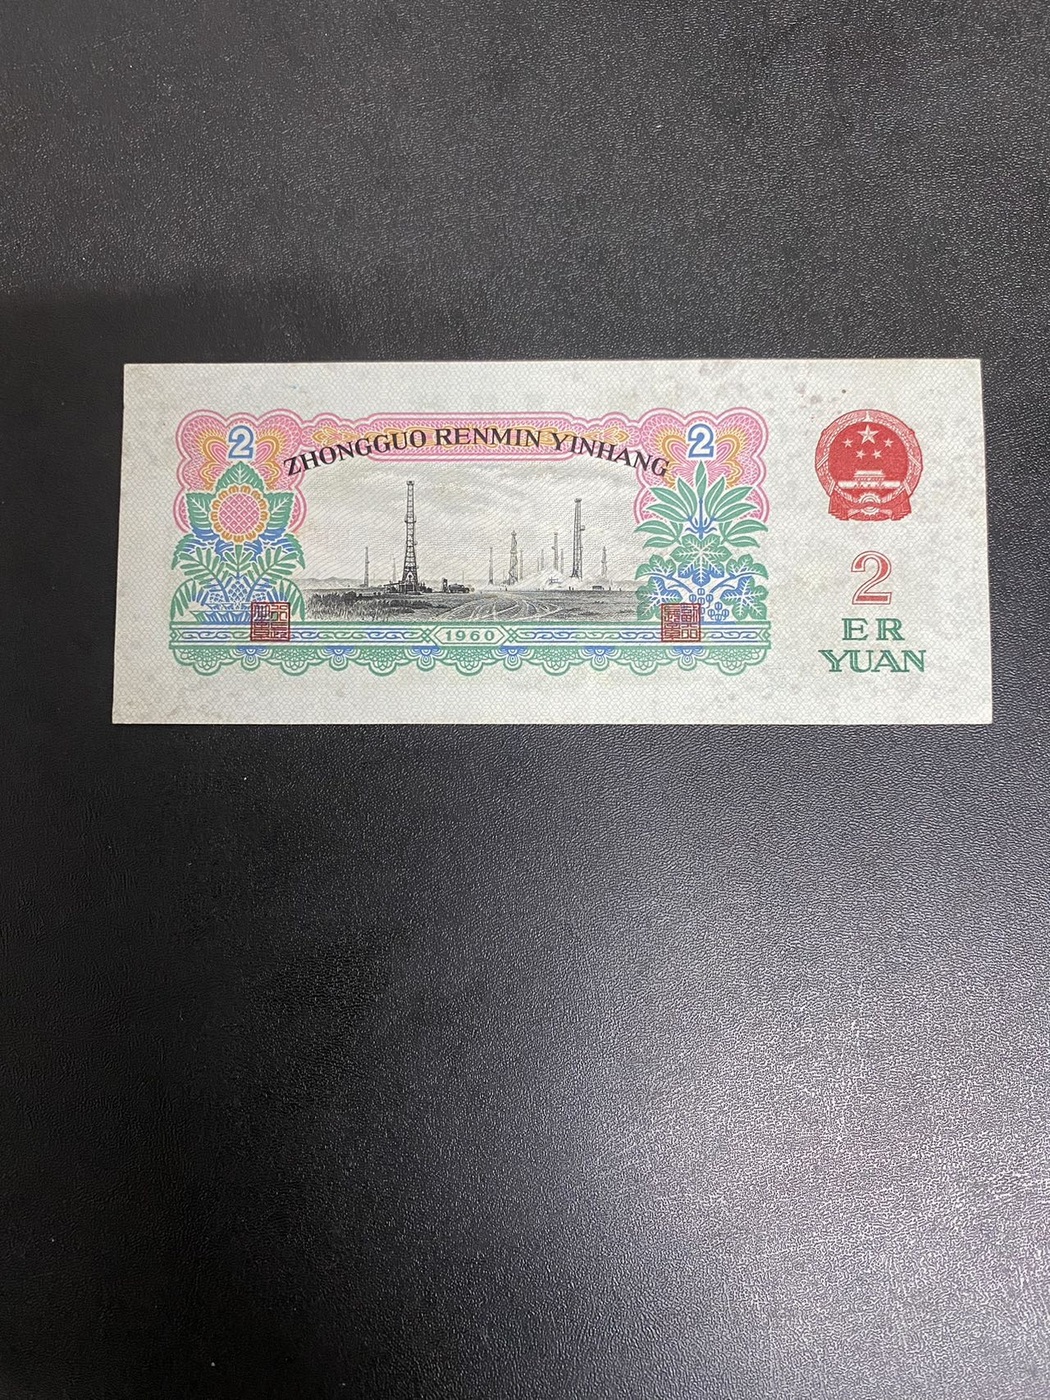 2
2
ZHONGGUO RENMIN YINHANG
1960
2
ER
YUAN